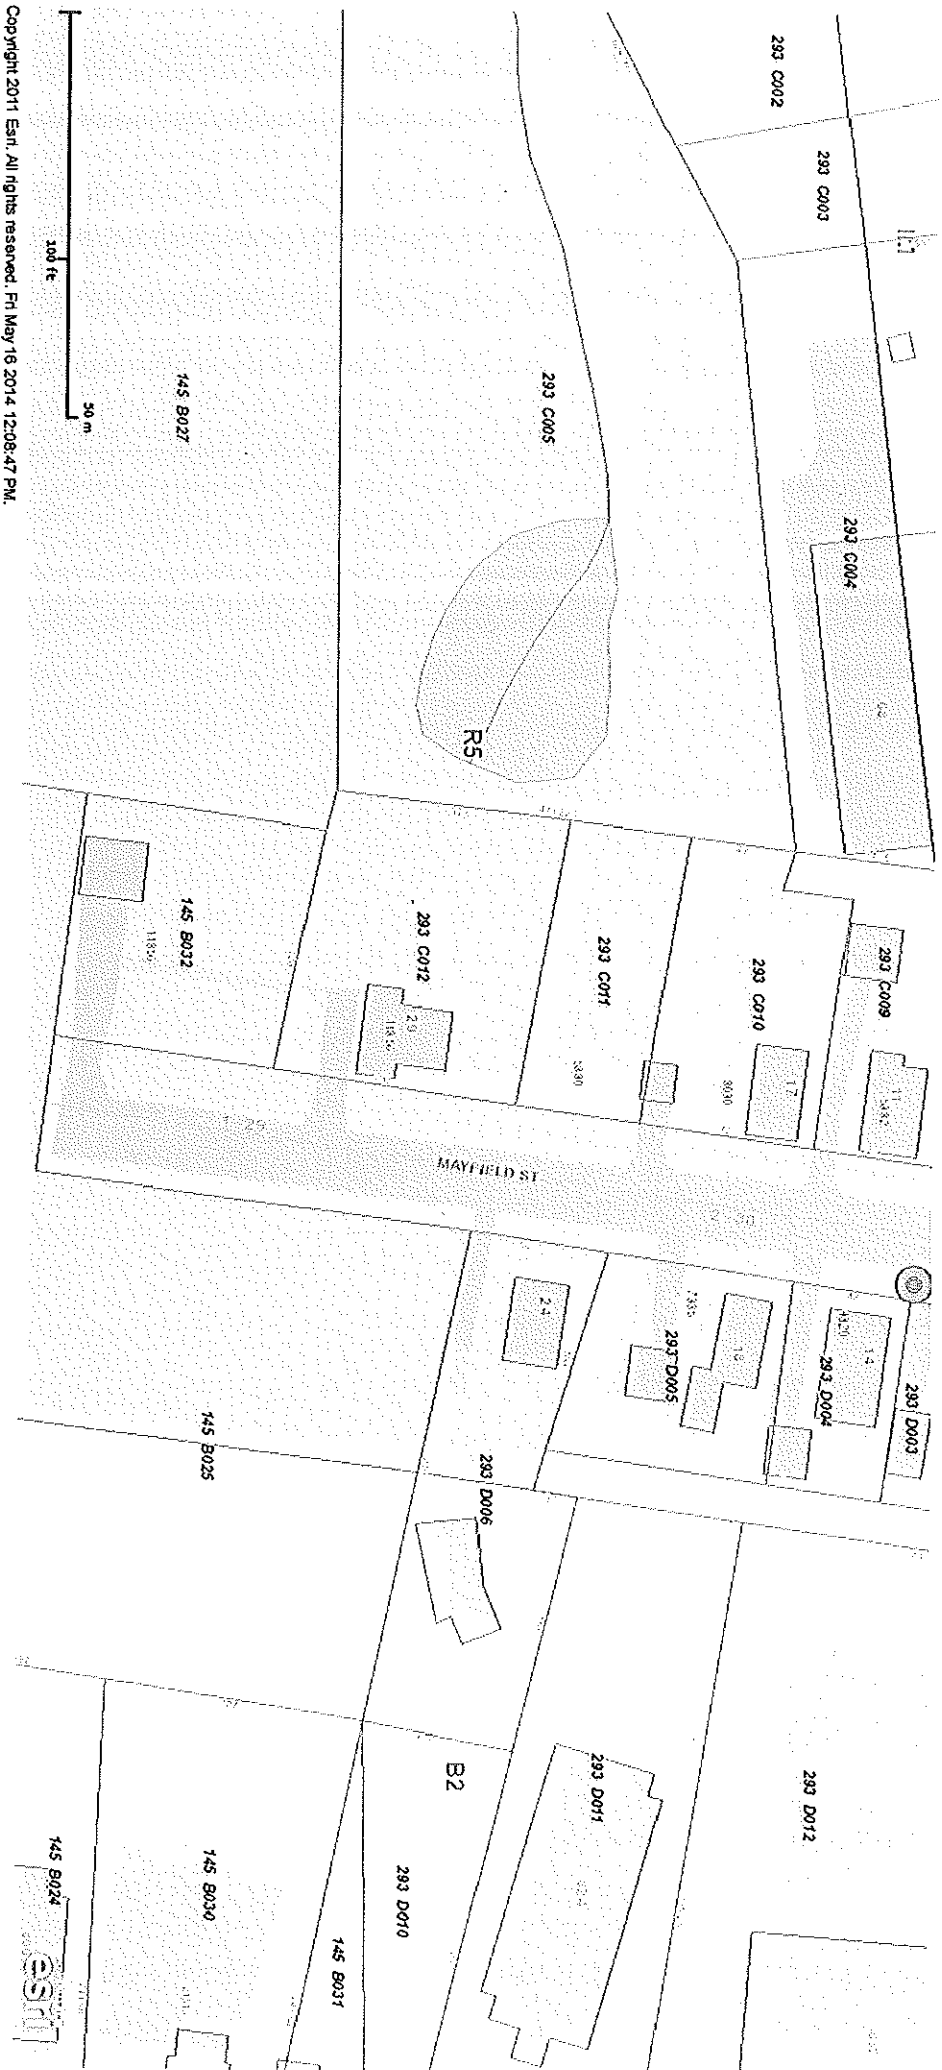 293 C002
293 C003
293 C004
293 C005
145 B027
R5
293 C009
293 C010
293 C011
293 C012
145 B032
17
MAYFIELD ST
293 D003
293 D004
293 D005
293 D006
24
145 B025
B2
293 D012
293 D011
293 D010
145 B031
145 B030
145 B024
esri
50 m
100 ft
Copyright 2011 Esri. All rights reserved. Fri May 16 2014 12:08:47 PM.